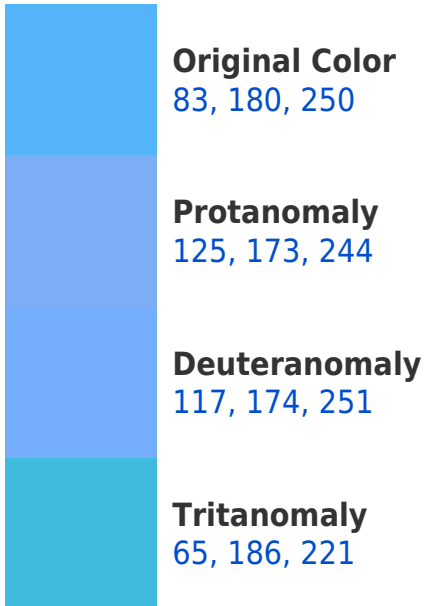 Original Color
83, 180, 250
Protanomaly
125, 173, 244
Deuteranomaly
117, 174, 251
Tritanomaly
65, 186, 221